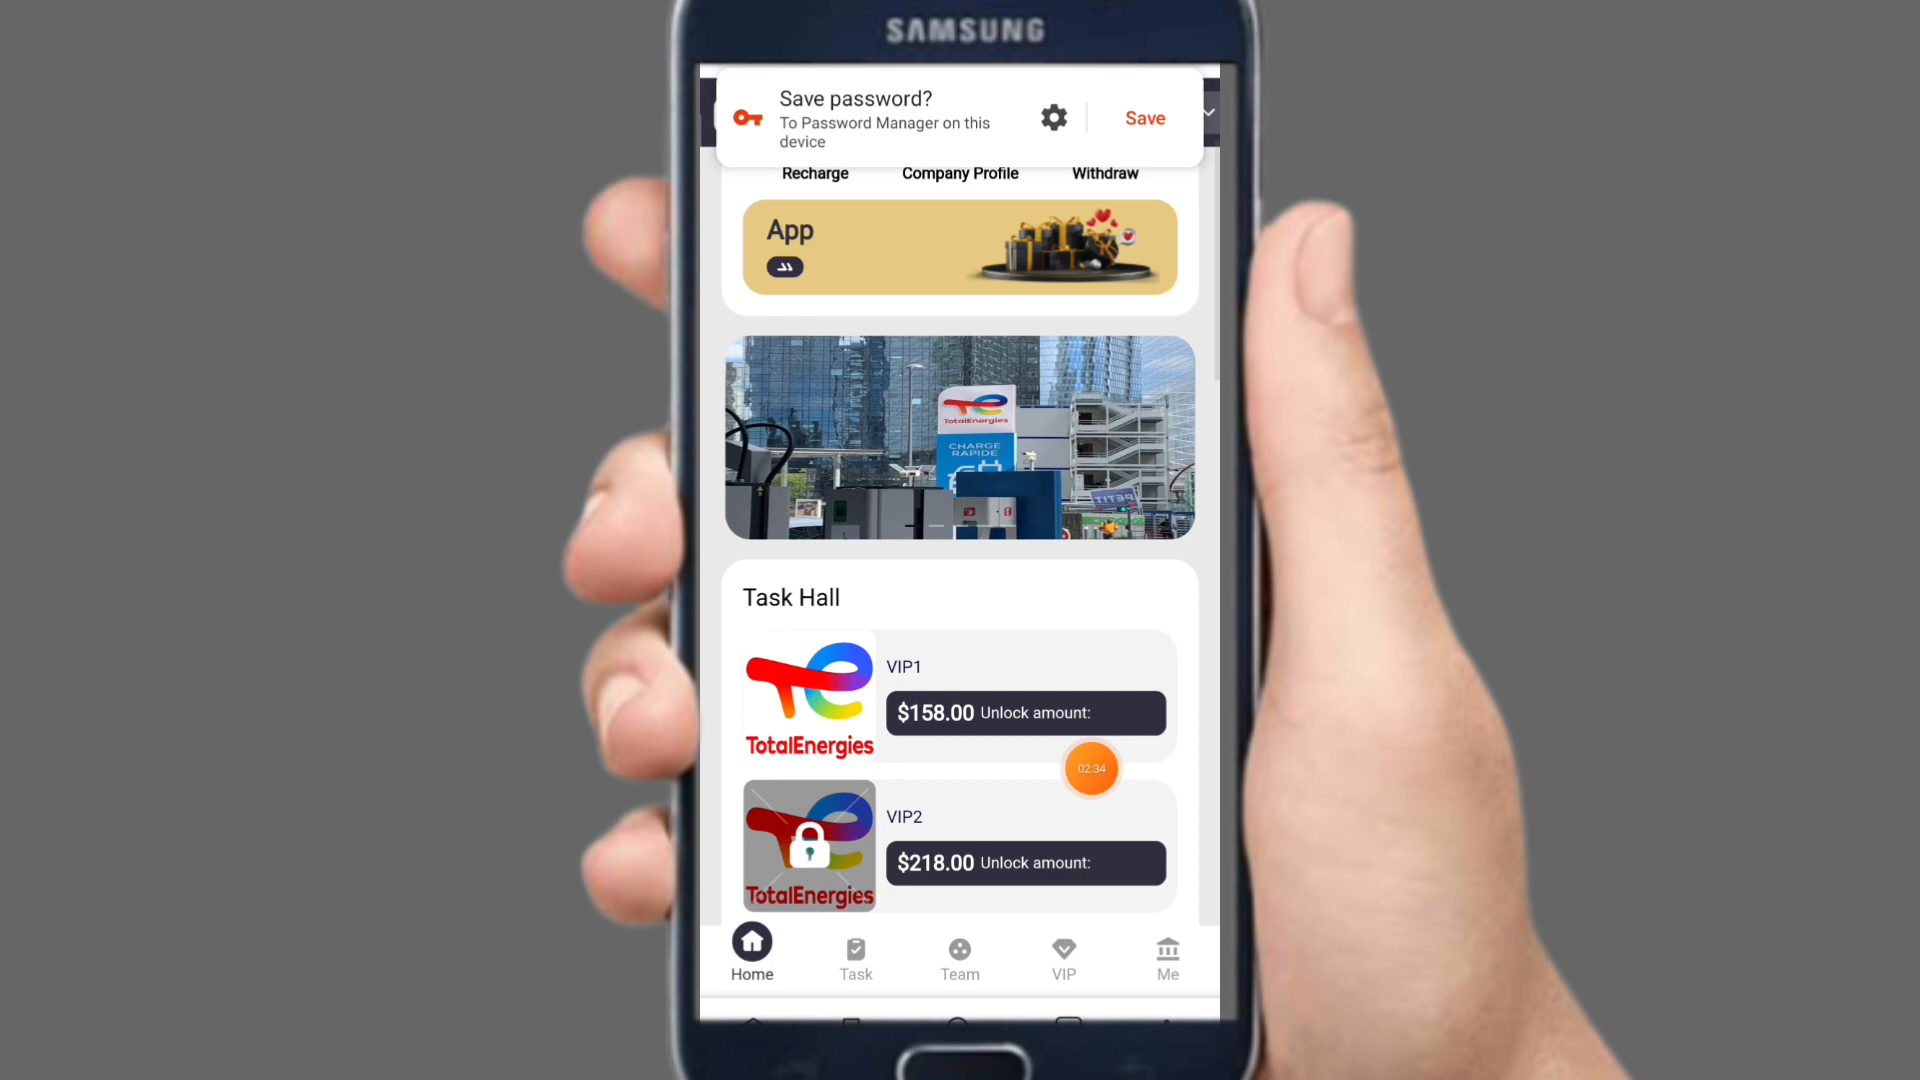 SAMSUNG
Save password?
To Password Manager on this
device
Save
Recharge
Company Profile
Withdraw
App
TotalEnergies
CHARGE
RAPIDE
PETIT
Task Hall
VIP1
TotalEnergies
$158.00 Unlock amount:
02:34
VIP2
TotalEnergies
$218.00 Unlock amount:
Home
Task
Team
VIP
Me